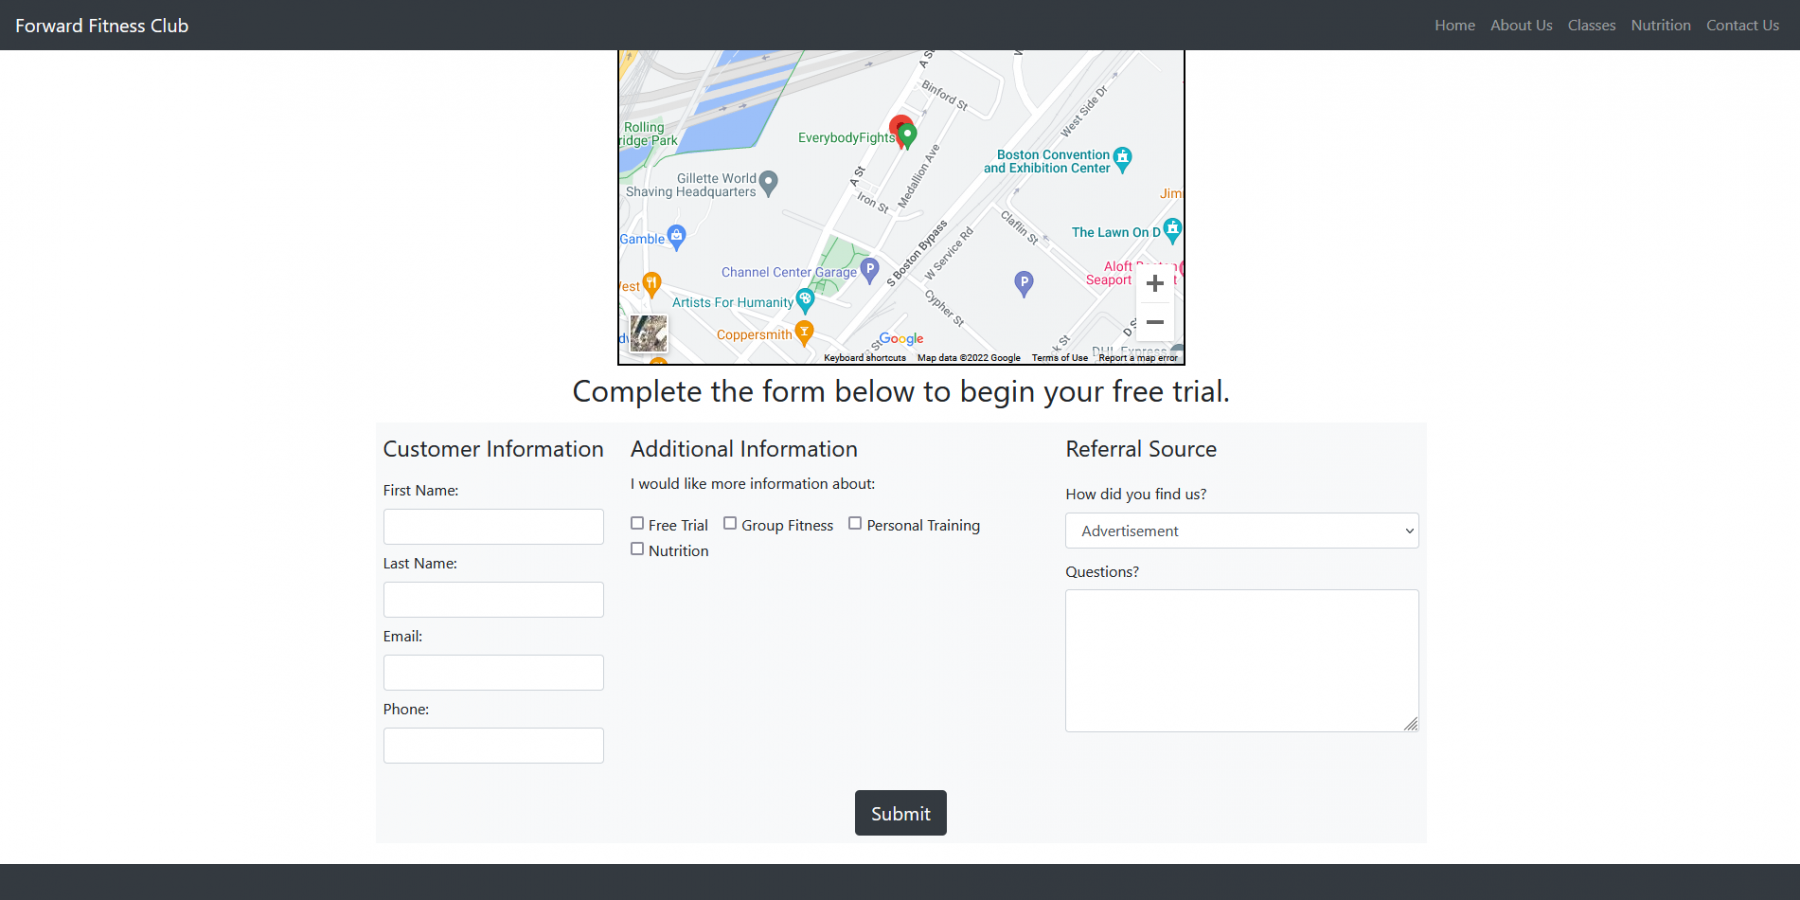 Forward Fitness Club
Home About Us Classes Nutrition Contact Us
A St
Binford St
West Side Dr
Rolling
ridge Park
EverybodyFights
Boston Convention
and Exhibition Center
Medallion Ave
A St
Gillette World
Shaving Headquarters
Iron St
Jim
Claflin St
The Lawn On D
Gamble
S Boston Bypass
W Service Rd
Channel Center Garage
P
P
Aloft
Seaport
est
Artists For Humanity
Cypher St
Coppersmith
Google
Keyboard shortcuts Map data ©2022 Google Terms of Use Report a map error
Complete the form below to begin your free trial.
Customer Information
First Name:
Last Name:
Email:
Phone:
Additional Information
I would like more information about:
Free Trial Group Fitness Personal Training
Nutrition
Referral Source
How did you find us?
Advertisement
Questions?
Submit